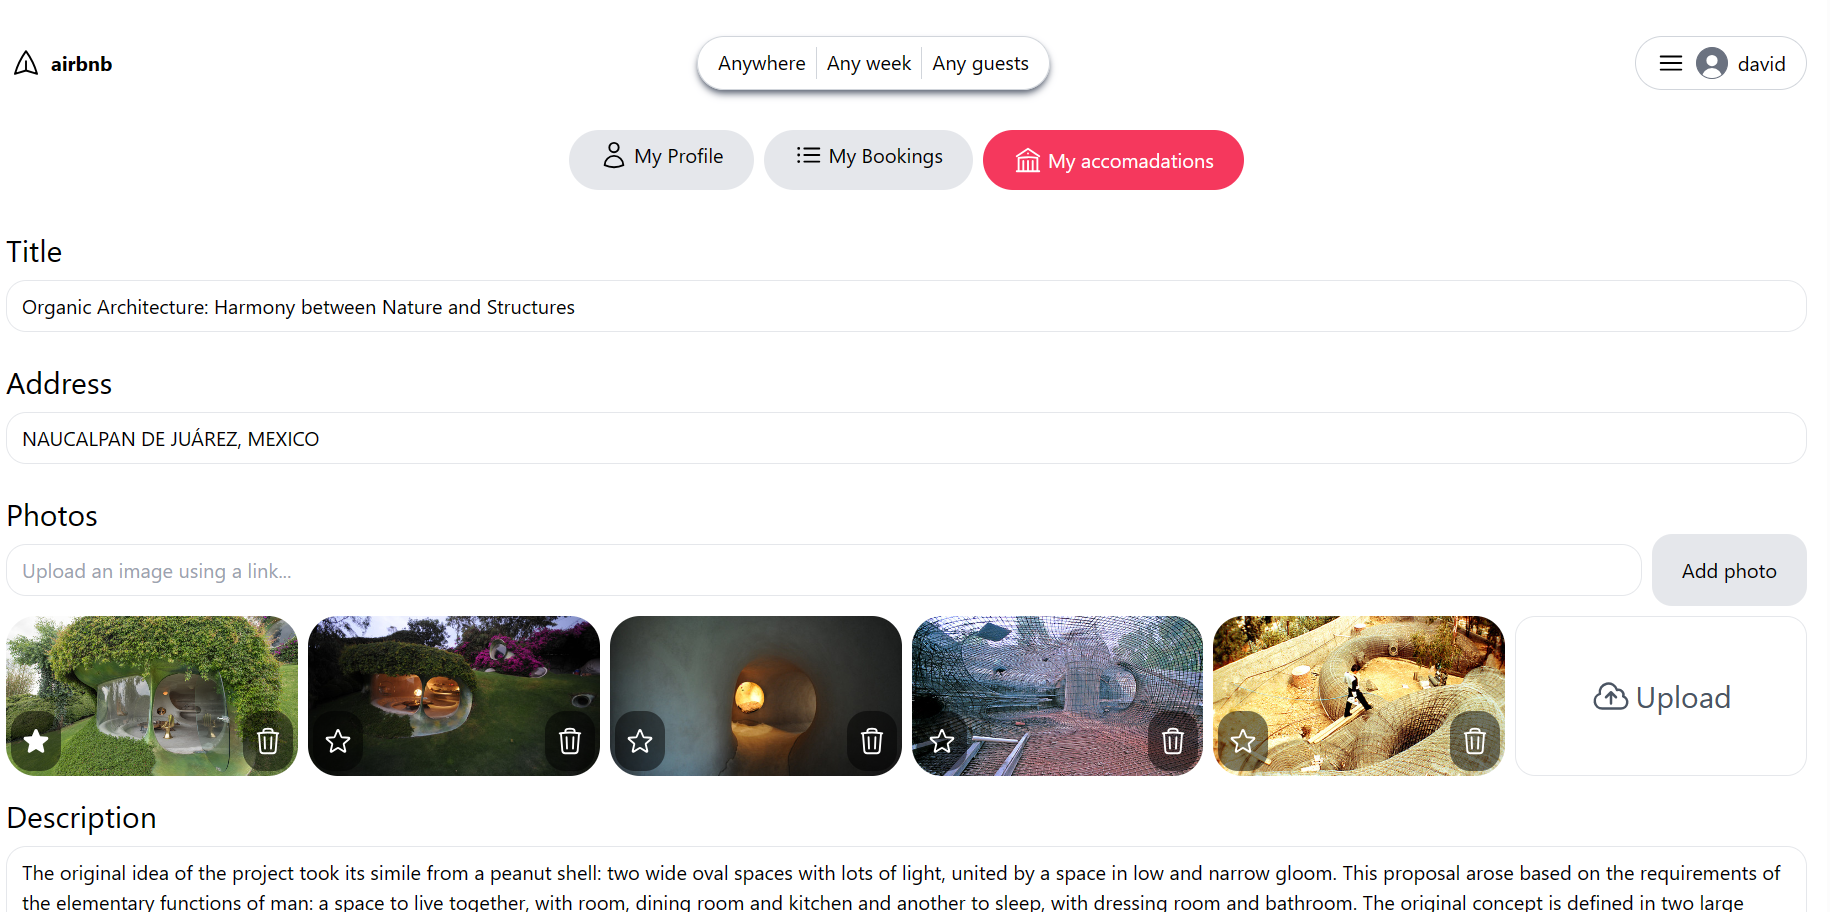 airbnb
Anywhere Any week Any guests
david
My Profile
My Bookings
My accomadations
Title
Organic Architecture: Harmony between Nature and Structures
Address
NAUCALPAN DE JUÁREZ, MEXICO
Photos
Upload an image using a link...
Add photo
Upload
Description
The original idea of the project took its simile from a peanut shell: two wide oval spaces with lots of light, united by a space in low and narrow gloom. This proposal arose based on the requirements of
the elementary functions of man: a space to live together, with room, dining room and kitchen and another to sleep, with dressing room and bathroom. The original concept is defined in two large